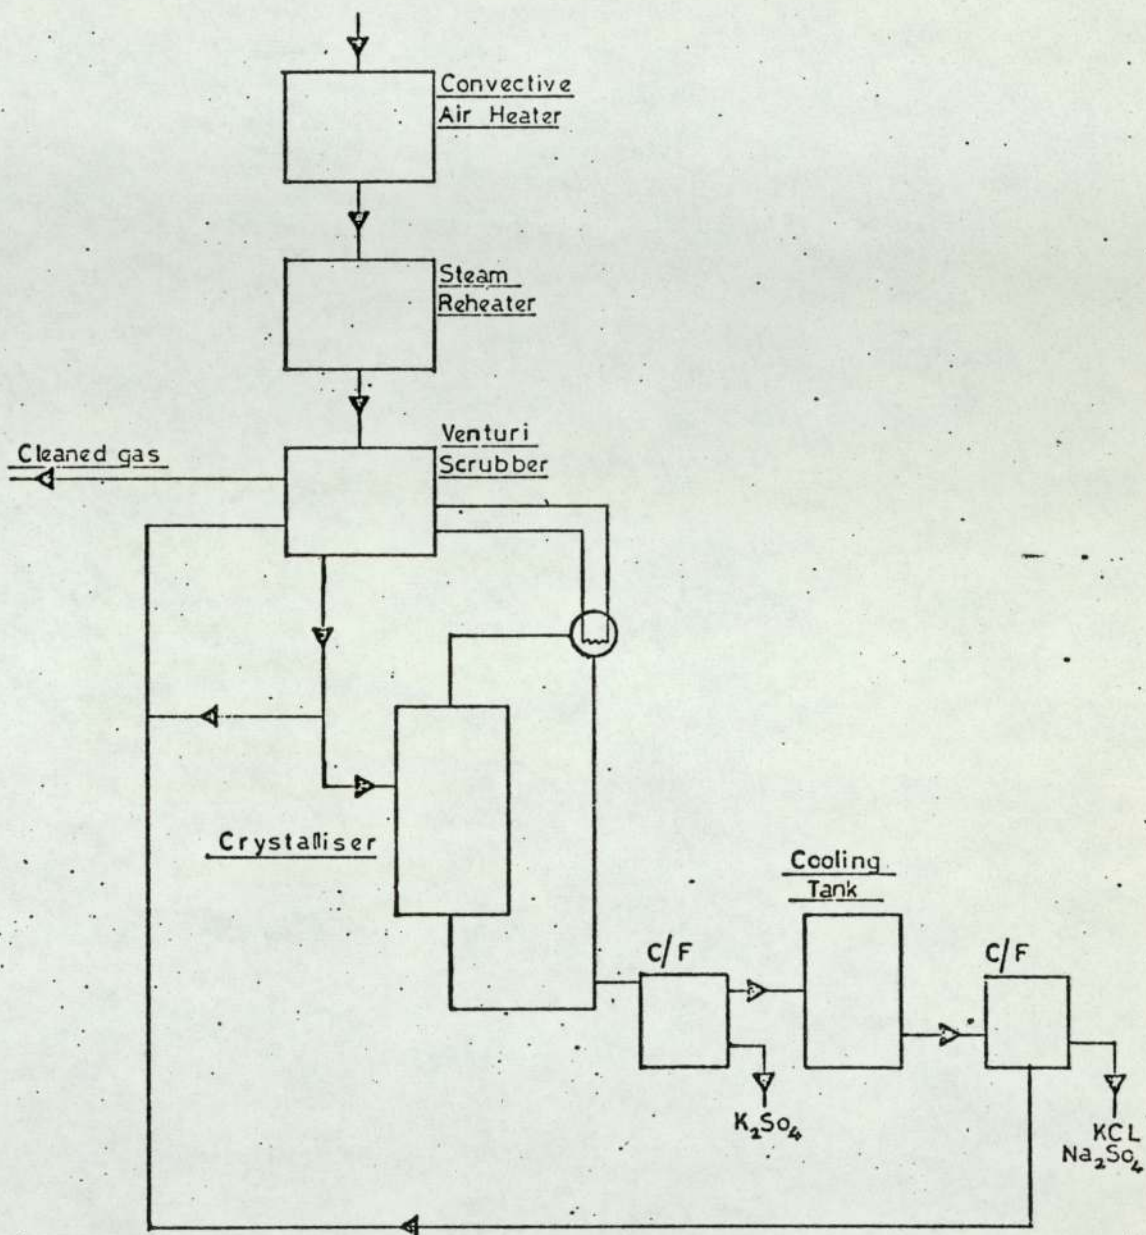 Convective
Air Heater
Steam
Reheater
Venturi
Scrubber
Cleaned gas
Crystalliser
Cooling
Tank
C/F
C/F
K₂So₄
KCL
Na₂So₄